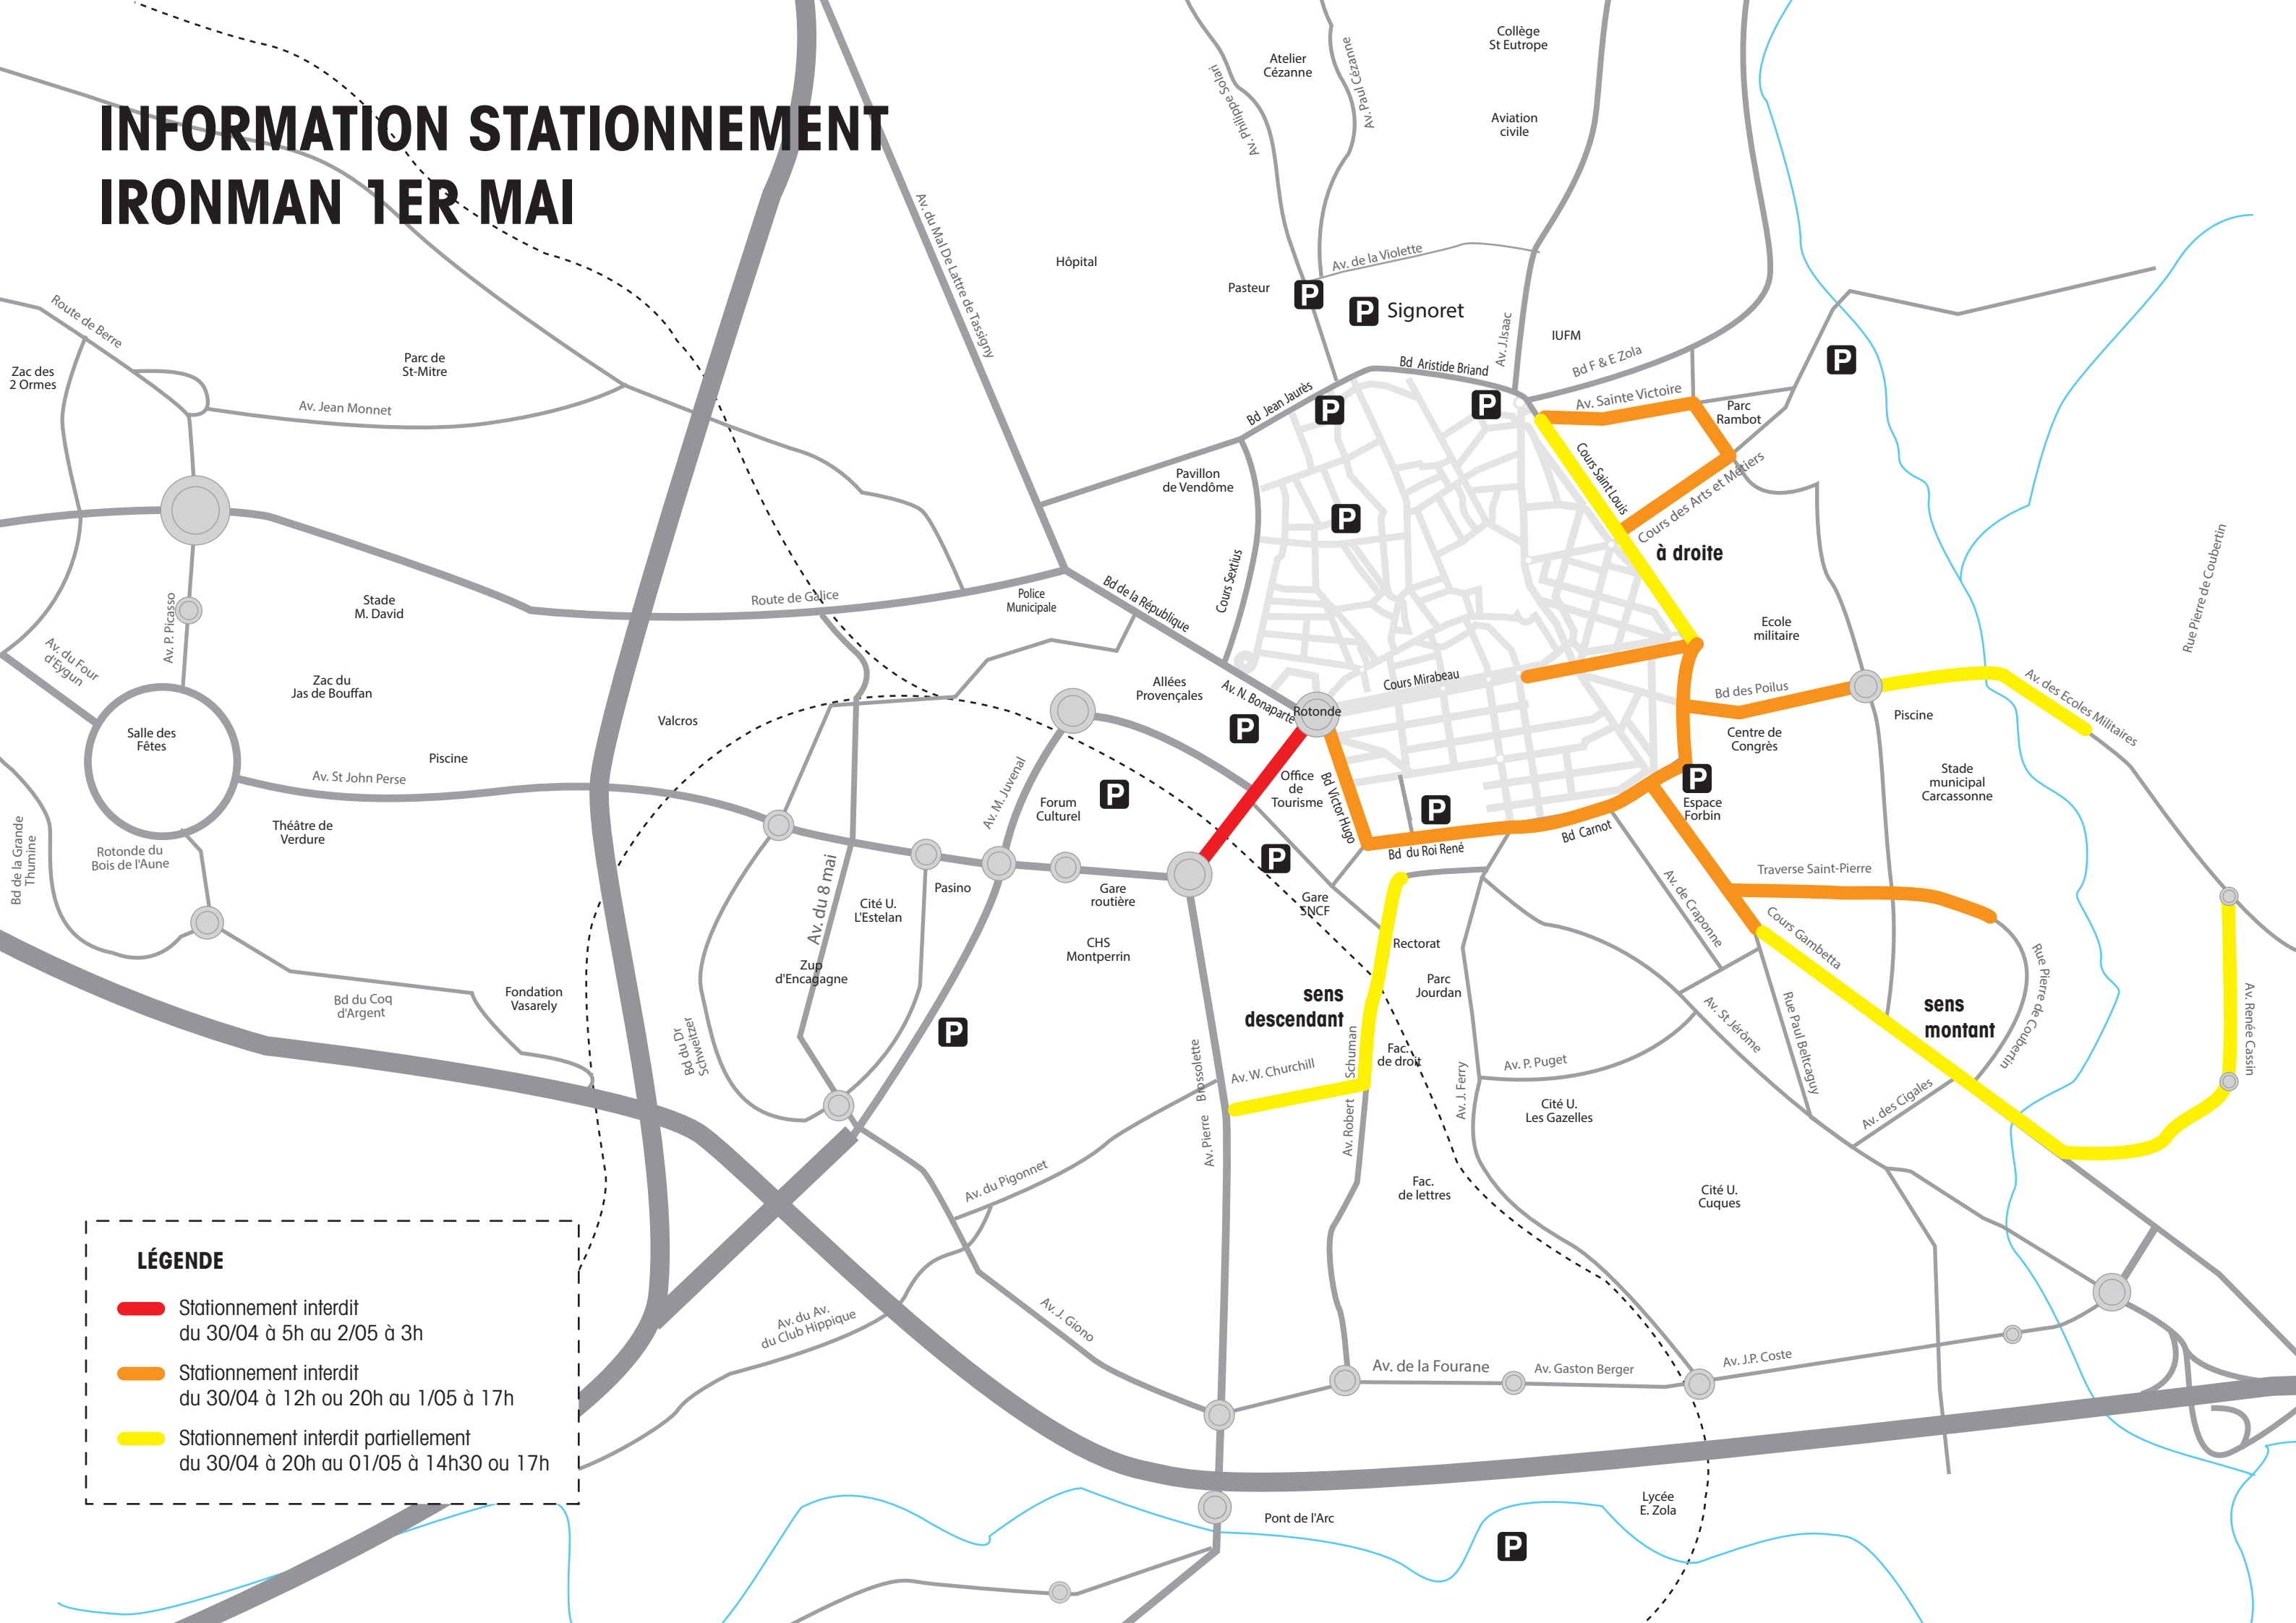 INFORMATION STATIONNEMENT
IRONMAN 1ER MAI
Collège
St Eutrope
Atelier
Cézanne
Av. Philippe Solari
Av. Paul Cézanne
Aviation
civile
Av. du Mal De Lattre de Tassigny
Hôpital
Av. de la Violette
Pasteur
P
P
Signoret
Av. J.Isaac
IUFM
Route de Berre
Zac des
2 Ormes
Parc de
St-Mitre
Av. Jean Monnet
Bd Aristide Briand
Bd F & E Zola
P
Bd Jean Jaurès
P
P
Av. Sainte Victoire
Parc
Rambot
Pavillon
de Vendôme
Cours Saint Louis
Cours des Arts et Métiers
P
à droite
Rue Pierre de Coubertin
Cours Sextius
Bd de la République
Route de Galice
Police
Municipale
Stade
M. David
Av. P. Picasso
Av. du Four
d'Eygun
Zac du
Jas de Bouffan
Ecole
militaire
Allées
Provençales
Av. N. Bonaparte
Cours Mirabeau
Bd des Poilus
Av. des Ecoles Militaires
Rotonde
P
Valcros
Salle des
Fêtes
Piscine
Piscine
Centre de
Congrès
Av. St John Perse
Av. M. Juvenal
P
Forum
Culturel
Office
de
Tourisme
Bd Victor Hugo
P
P
Espace
Forbin
Stade
municipal
Carcassonne
Théâtre de
Verdure
Bd de la Grande
Thumine
Rotonde du
Bois de l'Aune
Bd du Roi René
Bd Carnot
P
Traverse Saint-Pierre
Av. du 8 mai
Pasino
Cité U.
L'Estelan
Gare
routière
Gare
SNCF
Av. de Craponne
Cours Gambetta
CHS
Montperrin
Rectorat
Zup
d'Encagagne
Parc
Jourdan
Rue Pierre de Coubertin
Av. Renée Cassin
Fondation
Vasarely
Bd du Coq
d'Argent
sens
descendant
sens
montant
Av. St Jérôme
Rue Paul Beltcaguy
Bd du Dr
Schweitzer
P
Av. Pierre Brossolette
Av. W. Churchill
Av. Robert Schuman
Fac.
de droit
Av. J. Ferry
Av. P. Puget
Cité U.
Les Gazelles
Av. des Cigales
Av. du Pigonnet
Fac.
de lettres
Cité U.
Cuques
LÉGENDE
Stationnement interdit
du 30/04 à 5h au 2/05 à 3h
Stationnement interdit
du 30/04 à 12h ou 20h au 1/05 à 17h
Stationnement interdit partiellement
du 30/04 à 20h au 01/05 à 14h30 ou 17h
Av. du Av.
du Club Hippique
Av. J. Giono
Av. de la Fourane
Av. Gaston Berger
Av. J.P. Coste
Lycée
E. Zola
Pont de l'Arc
P